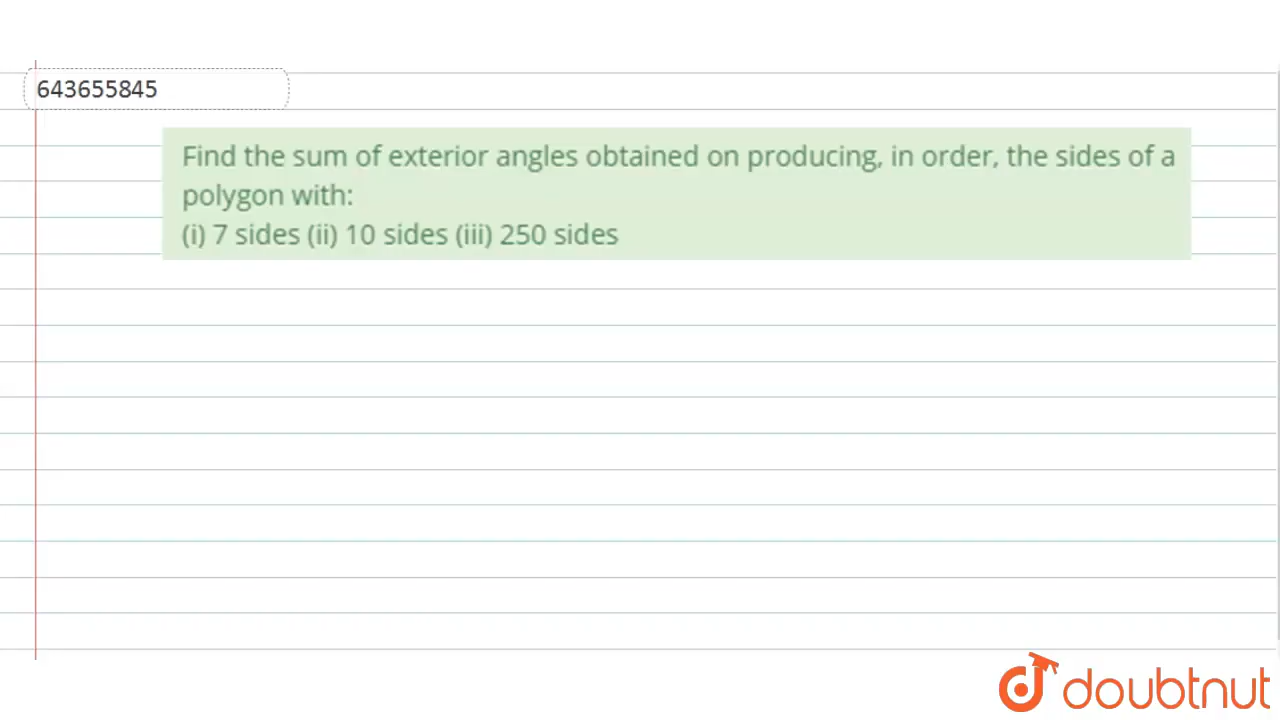 643655845
Find the sum of exterior angles obtained on producing, in order, the sides of a
polygon with:
(i) 7 sides (ii) 10 sides (iii) 250 sides
doubtnut